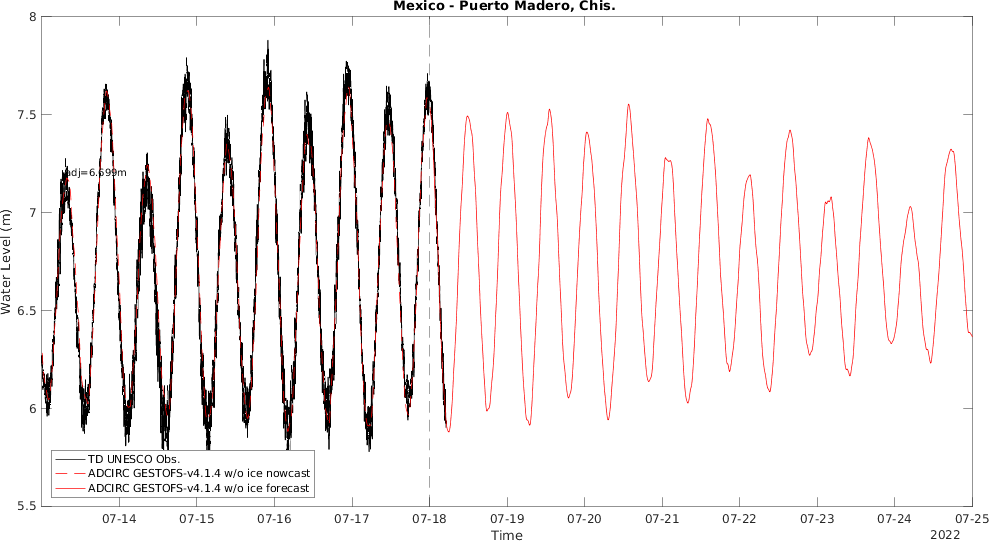 Mexico - Puerto Madero, Chis.
8
7.5
7
6.5
6
5.5
Water Level (m)
adj=6.599m
TD UNESCO Obs.
ADCIRC GESTOFS-v4.1.4 w/o ice nowcast
ADCIRC GESTOFS-v4.1.4 w/o ice forecast
07-14 07-15 07-16 07-17 07-18 07-19 07-20 07-21 07-22 07-23 07-24 07-25
Time
2022